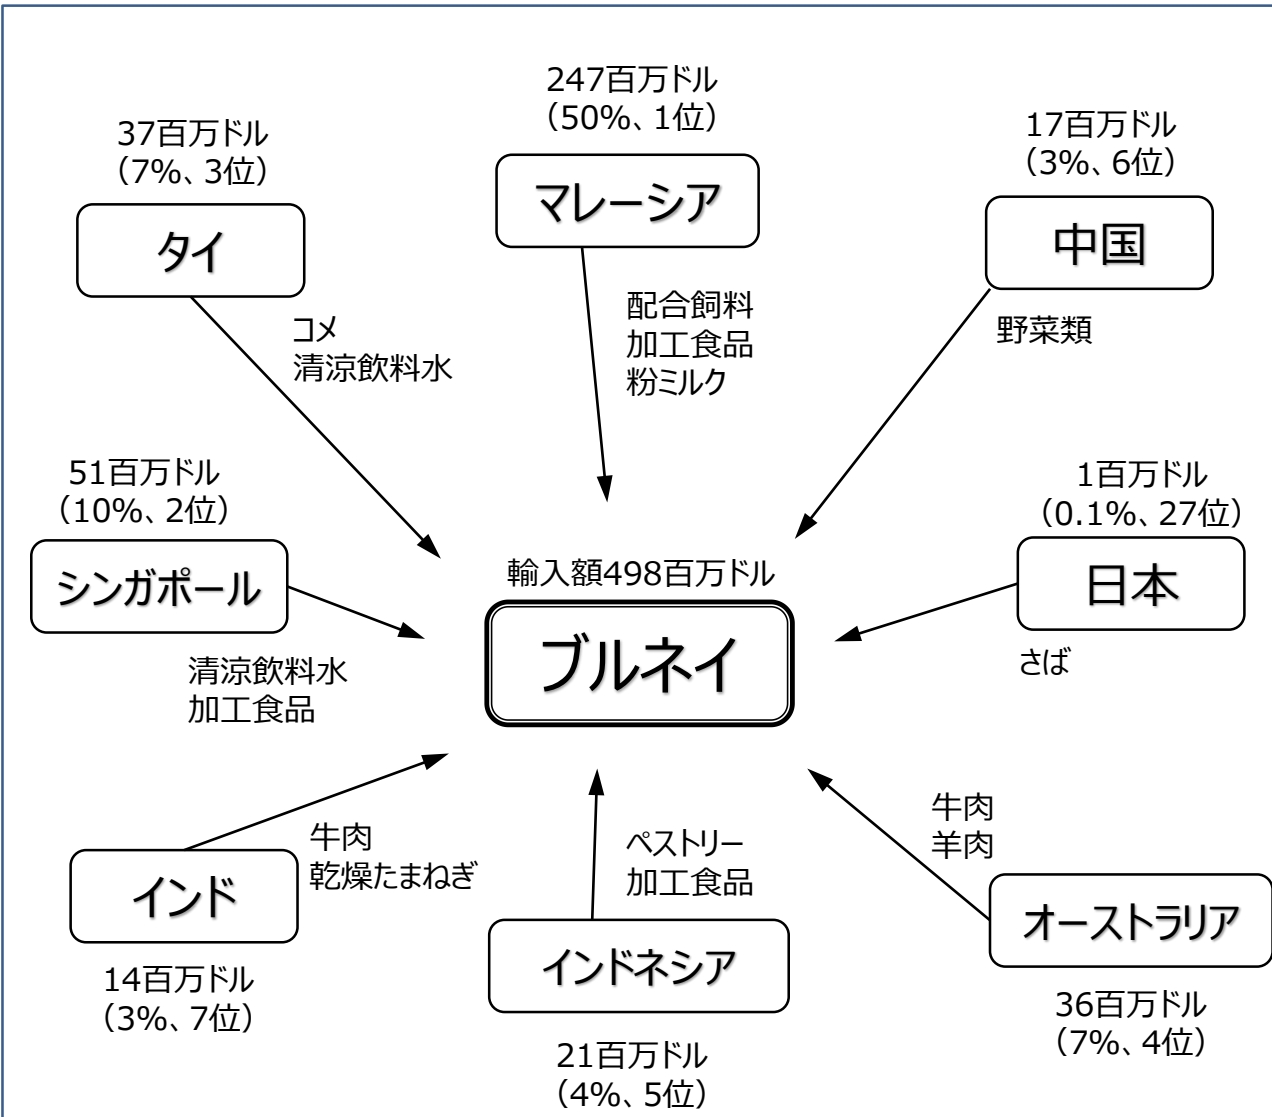 247百万ドル
（50%、1位）
マレーシア
配合飼料
加工食品
粉ミルク
37百万ドル
（7%、3位）
タイ
コメ
清涼飲料水
17百万ドル
（3%、6位）
中国
野菜類
51百万ドル
（10%、2位）
シンガポール
清涼飲料水
加工食品
輸入額498百万ドル
ブルネイ
1百万ドル
（0.1%、27位）
日本
さば
牛肉
乾燥たまねぎ
インド
14百万ドル
（3%、7位）
ペストリー
加工食品
インドネシア
21百万ドル
（4%、5位）
牛肉
羊肉
オーストラリア
36百万ドル
（7%、4位）